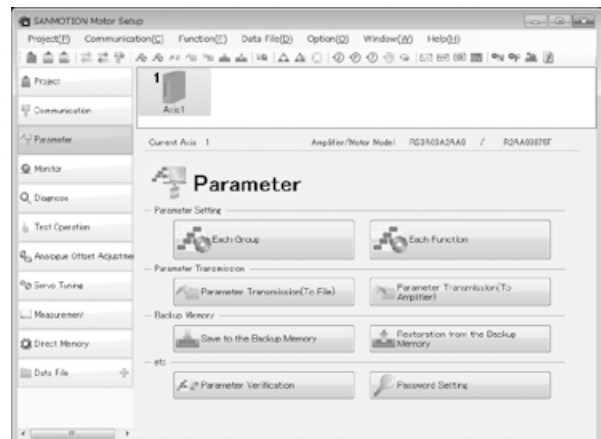 SANMOTION Motor Setup
Project(P) Communication(C) Function(F) Data File(D) Option(O) Window(W) Help(H)
Project
Communication
Parameter
Monitor
Diagnose
Test Operation
Analogue Offset Adjustmen
Servo Tuning
Measurement
Direct Memory
Data File
1
Axis1
Current Axis 1 Amplifier/Motor Model /
Parameter
Parameter Setting
Each Group
Each Function
Parameter Transmission
Parameter Transmission(To File)
Parameter Transmission(To Amplifier)
Backup Memory
Save to the Backup Memory
Restoration from the Backup Memory
etc
Parameter Verification
Password Setting